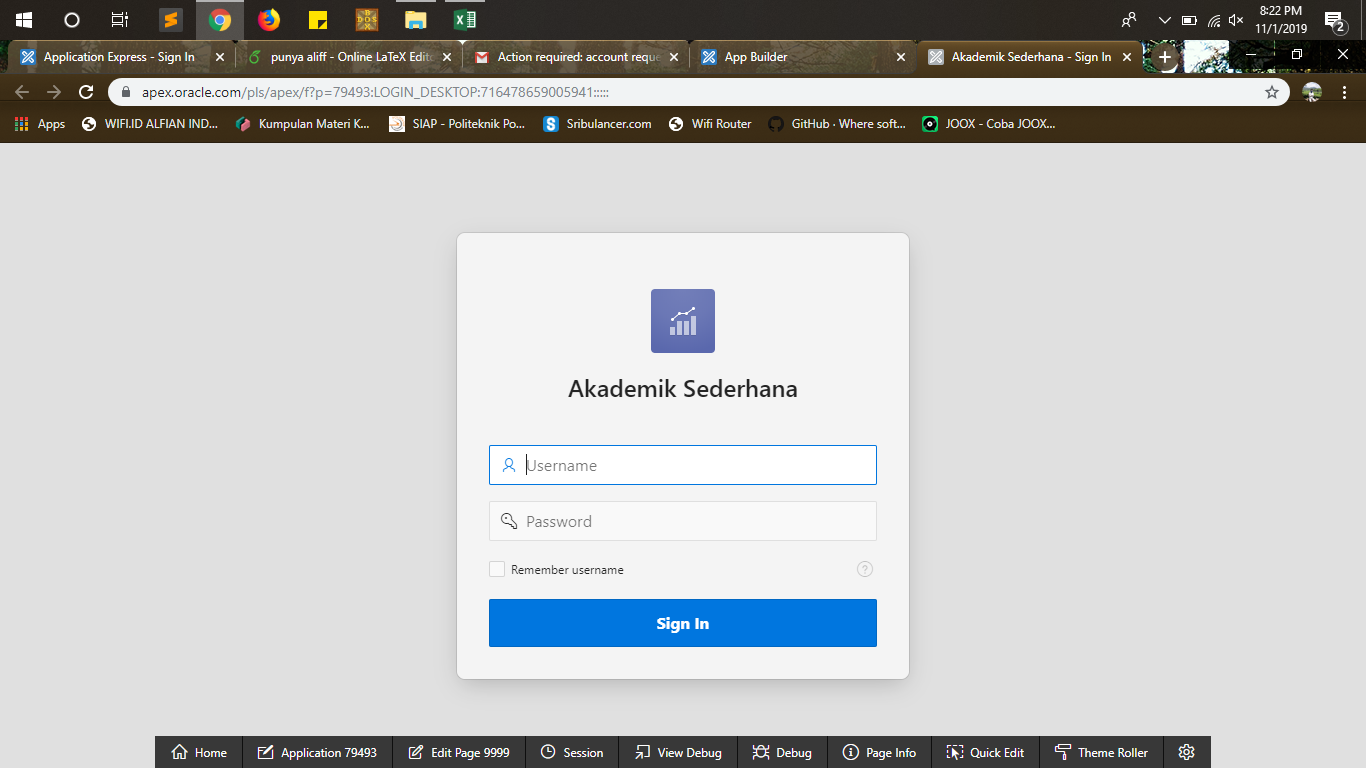 8:22 PM
11/1/2019
2
Application Express - Sign In
punya aliff - Online LaTeX Edito
Action required: account reque
App Builder
Akademik Sederhana - Sign In
apex.oracle.com/pls/apex/f?p=79493:LOGIN_DESKTOP:716478659005941:::::
Apps
WIFI.ID ALFIAN IND...
Kumpulan Materi K...
SIAP - Politeknik Po...
Sribulancer.com
Wifi Router
GitHub · Where soft...
JOOX - Coba JOOX...
Akademik Sederhana
Username
Password
Remember username
?
Sign In
Home
Application 79493
Edit Page 9999
Session
View Debug
Debug
Page Info
Quick Edit
Theme Roller